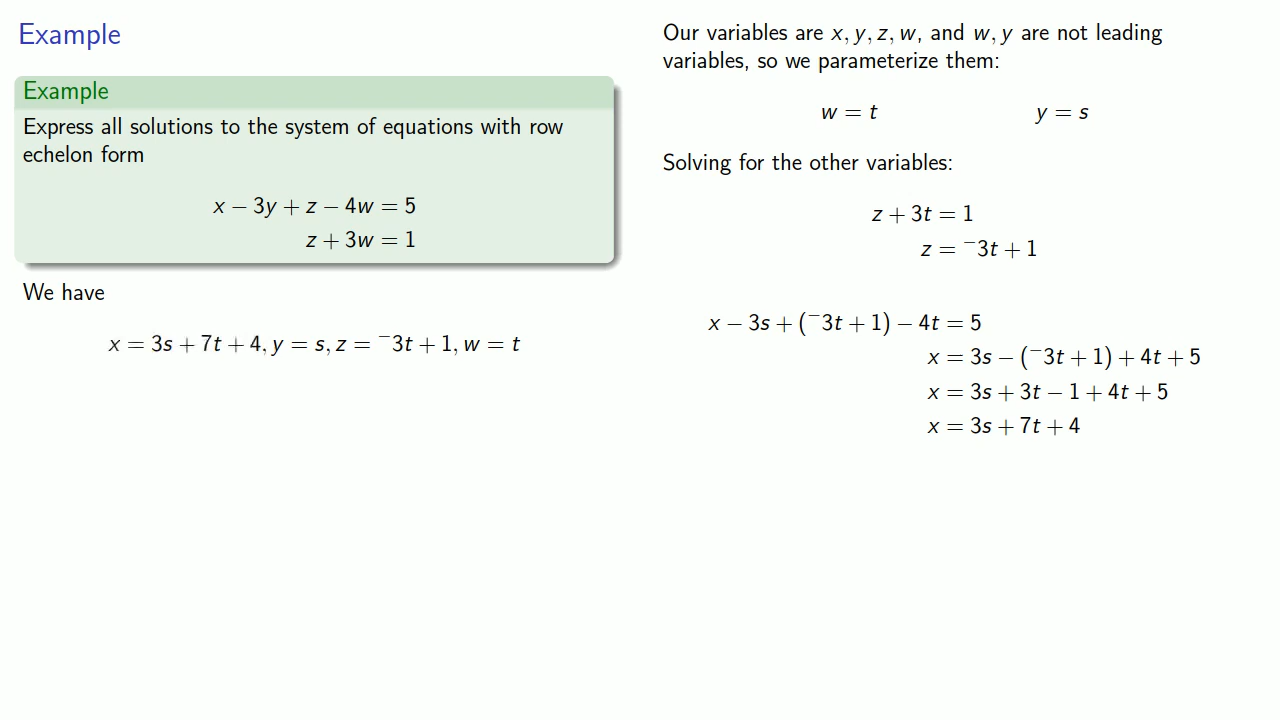 Example
Example
Express all solutions to the system of equations with row
echelon form
x − 3y + z − 4w = 5
z + 3w = 1
We have
x = 3s + 7t + 4, y = s, z = ⁻3t + 1, w = t
Our variables are x, y, z, w, and w, y are not leading
variables, so we parameterize them:
w = t y = s
Solving for the other variables:
z + 3t = 1
z = ⁻3t + 1
x − 3s + (⁻3t + 1) − 4t = 5
x = 3s − (⁻3t + 1) + 4t + 5
x = 3s + 3t − 1 + 4t + 5
x = 3s + 7t + 4